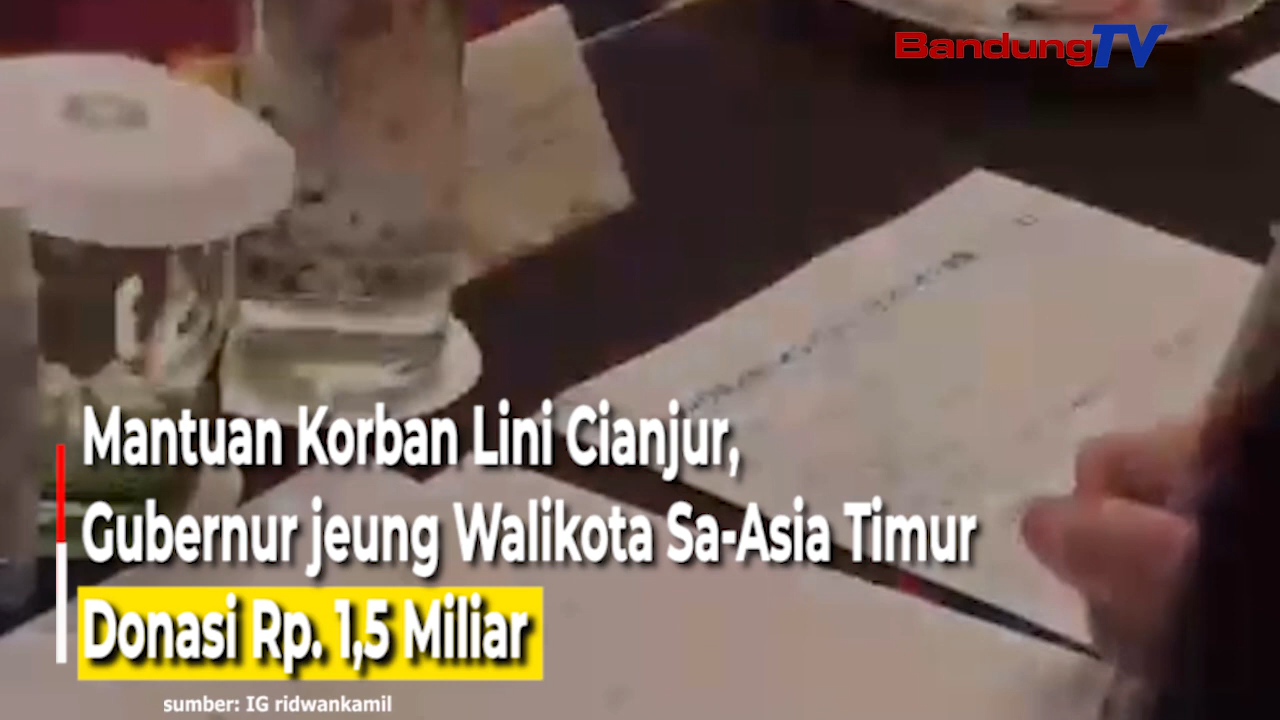 BandungTV
Mantuan Korban Lini Cianjur,
Gubernur jeung Walikota Sa-Asia Timur
Donasi Rp. 1,5 Miliar
sumber: IG ridwankamil